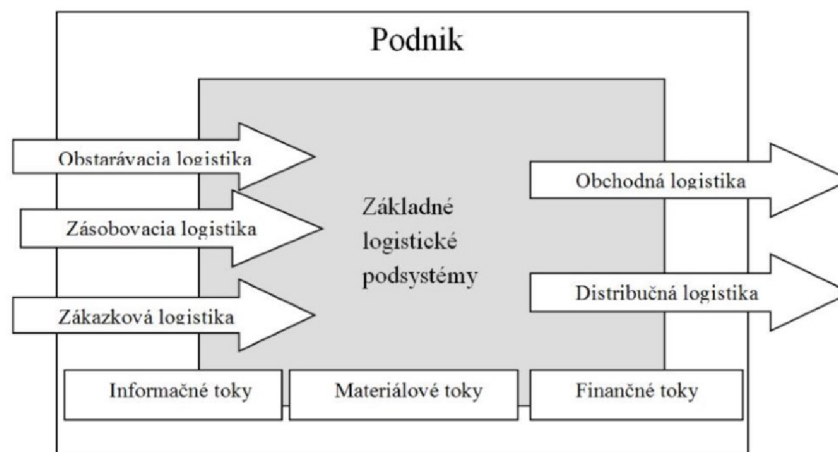 Podnik
Obstarávacia logistika
Zásobovacia logistika
Zákazková logistika
Základné
logistické
podsystémy
Obchodná logistika
Distribučná logistika
Informačné toky
Materiálové toky
Finančné toky